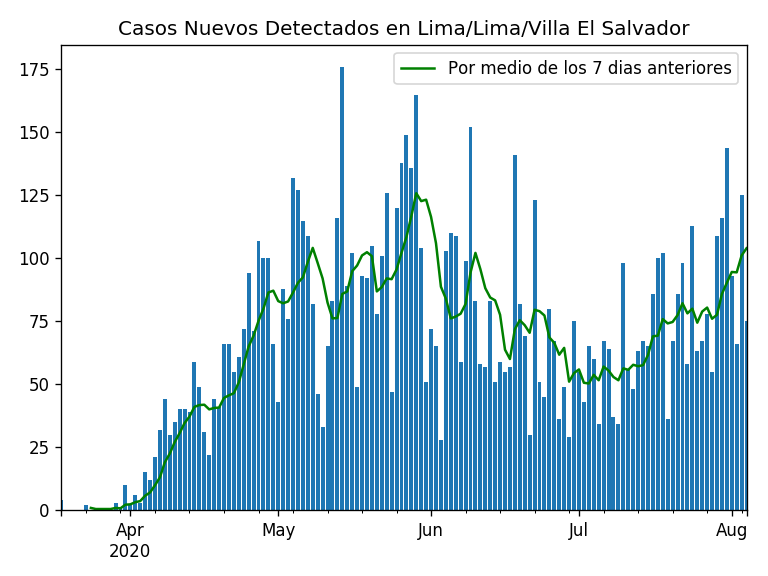 Casos Nuevos Detectados en Lima/Lima/Villa El Salvador
Por medio de los 7 dias anteriores
175
150
125
100
75
50
25
0
Apr
2020
May
Jun
Jul
Aug